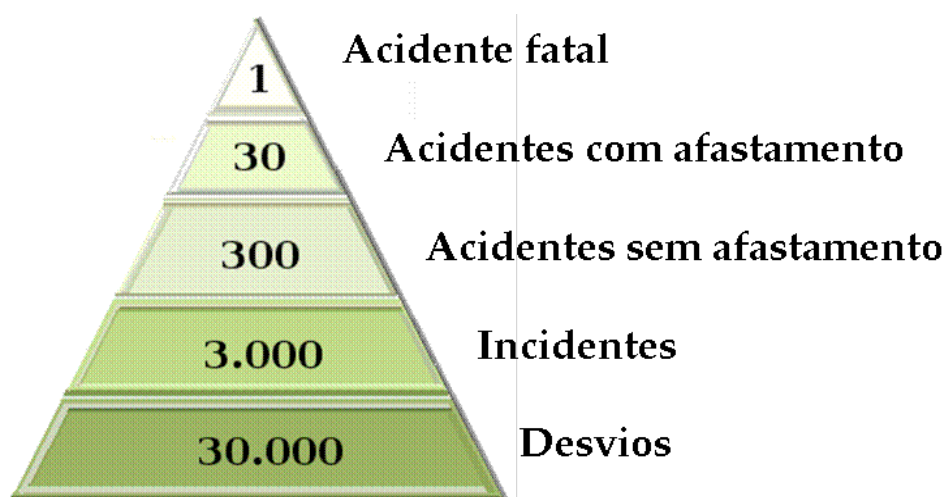 1 Acidente fatal
30 Acidentes com afastamento
300 Acidentes sem afastamento
3.000 Incidentes
30.000 Desvios